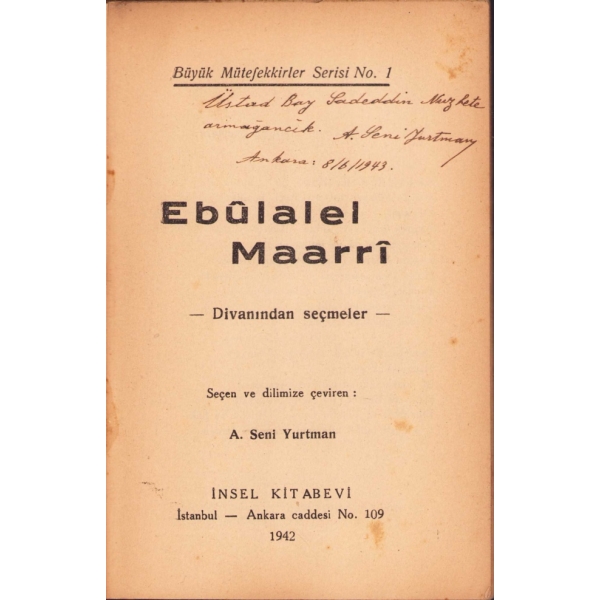 Büyük Mütefekkirler Serisi No. 1
Üstad Bay Sadeddin Nuzhete
armağancık. A. Seni Yurtman
Ankara: 8/6/1943.
Ebûlalel
Maarrî
— Divanından seçmeler —
Seçen ve dilimize çeviren :
A. Seni Yurtman
İNSEL KİTABEVİ
İstanbul — Ankara caddesi No. 109
1942